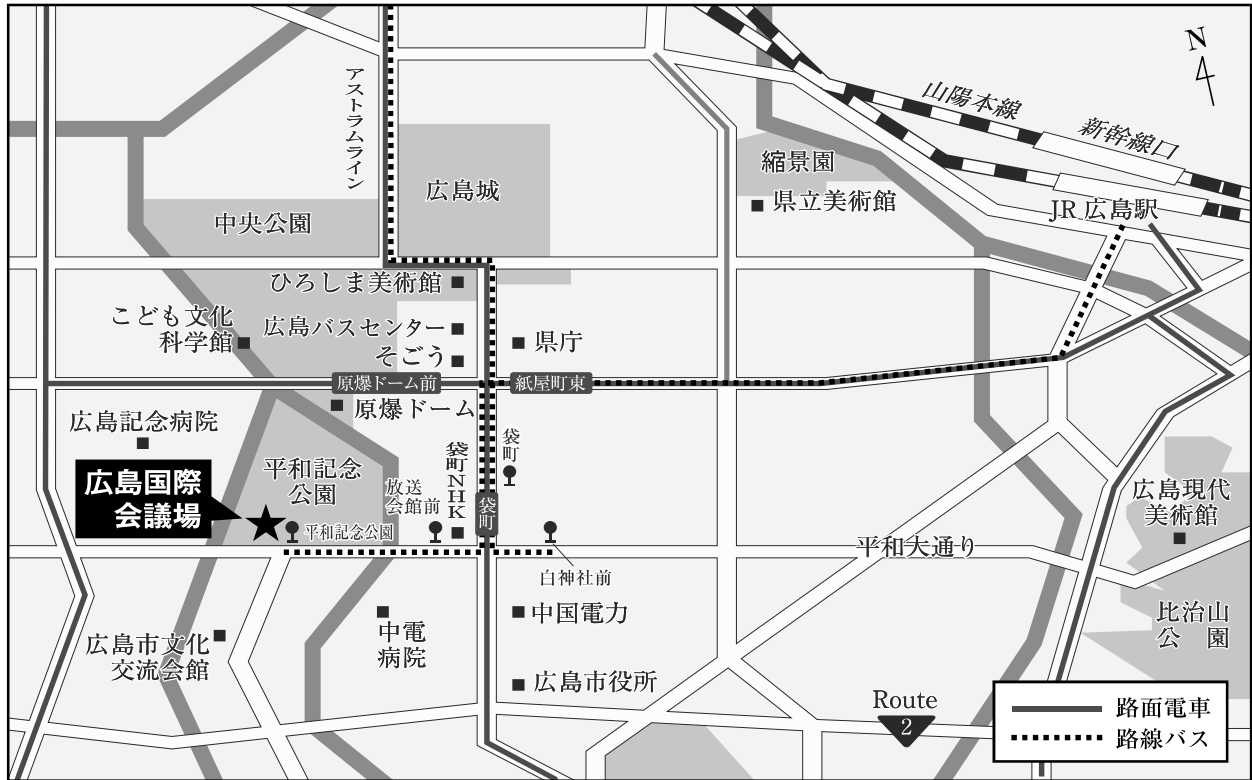 N
山陽本線
新幹線口
アストラムライン
縮景園
県立美術館
広島城
JR 広島駅
中央公園
ひろしま美術館
こども文化
科学館
広島バスセンター
そごう
県庁
原爆ドーム前
紙屋町東
原爆ドーム
広島記念病院
袋町
袋町NHK
平和記念
公園
放送
会館前
広島国際
会議場
袋町
平和記念公園
広島現代
美術館
平和大通り
白神社前
中国電力
中電
病院
広島市文化
交流会館
比治山
公園
広島市役所
Route
2
路面電車
路線バス